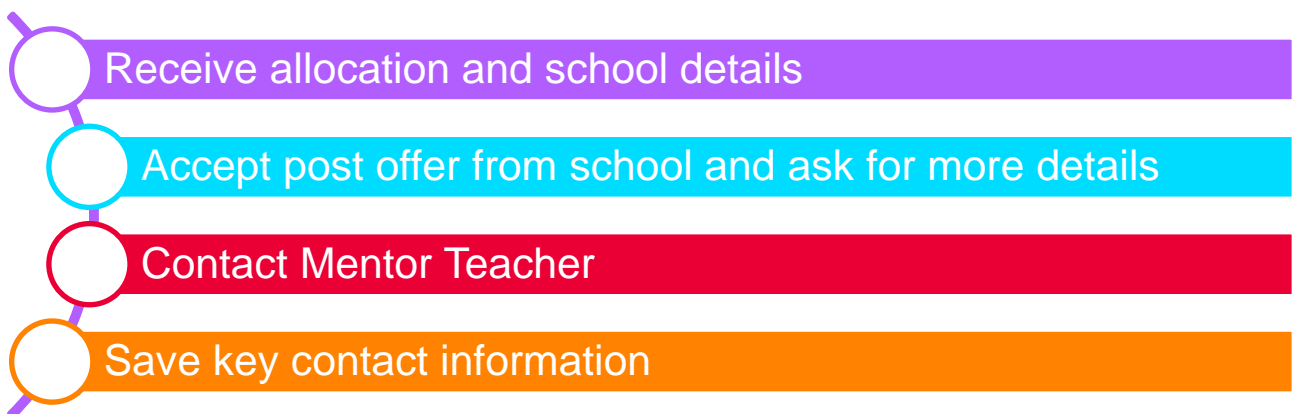 Receive allocation and school details
Accept post offer from school and ask for more details
Contact Mentor Teacher
Save key contact information